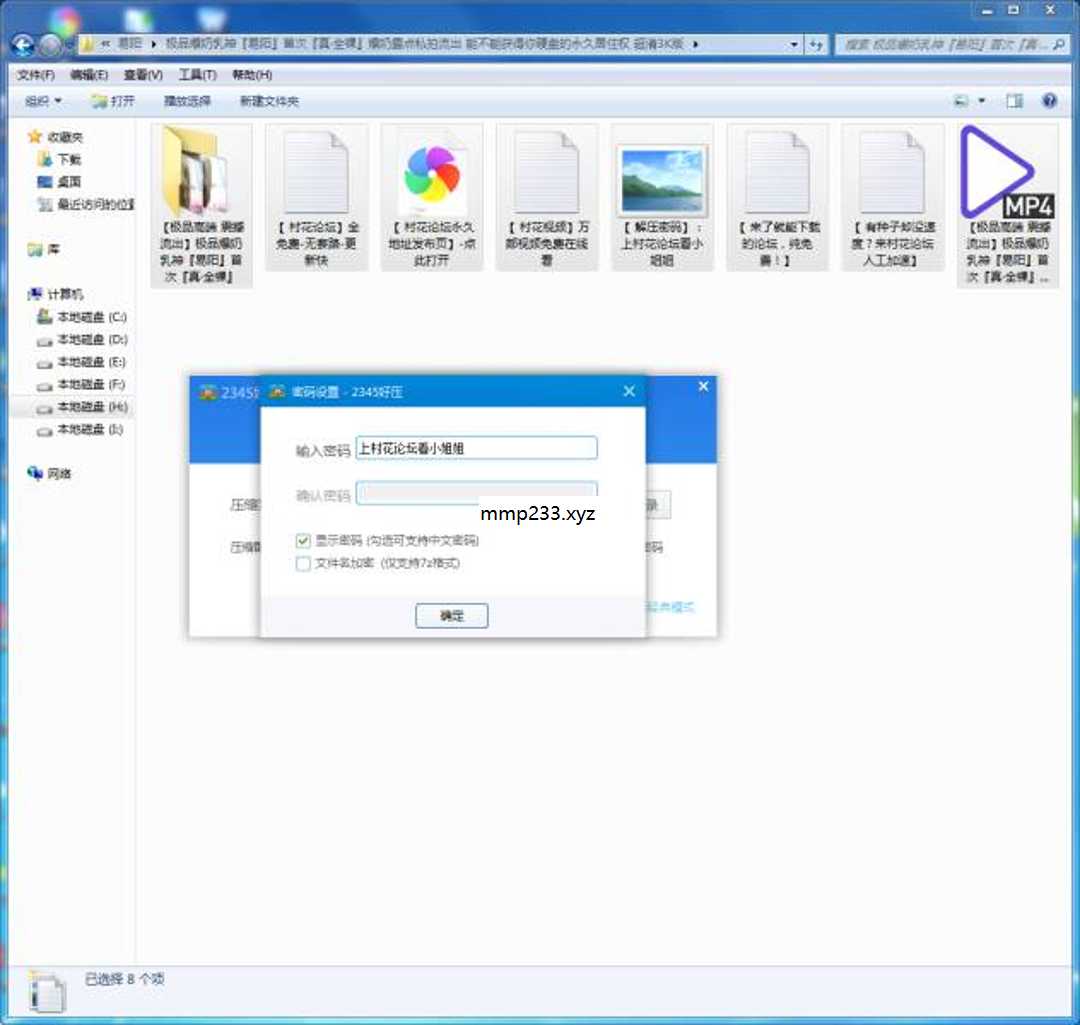 « 易阳 ▸ 极品爆奶乳神『易阳』首次『真·全裸』爆奶露点私拍流出 能不能获得你硬盘的永久居住权 超清3K版 ▸
搜索 极品爆奶乳神『易阳』首次『真...
文件(F) 编辑(E) 查看(V) 工具(T) 帮助(H)
组织 打开 播放选择 新建文件夹
收藏夹
下载
桌面
最近访问的位置
库
计算机
本地磁盘 (C:)
本地磁盘 (D:)
本地磁盘 (E:)
本地磁盘 (F:)
本地磁盘 (H:)
本地磁盘 (I:)
网络
【极品高端 震撼
流出】极品爆奶
乳神『易阳』首
次『真·全裸』
【村花论坛】全
免费-无套路-更
新快
【村花论坛永久
地址发布页】-点
此打开
【村花视频】万
部视频免费在线
看
【解压密码】：
上村花论坛看小
姐姐
【来了就能下载
的论坛，纯免
费！】
【有种子却没速
度？来村花论坛
人工加速】
MP4
【极品高端 震撼
流出】极品爆奶
乳神『易阳』首
次『真·全裸』...
2345
密码设置 - 2345好压
输入密码 上村花论坛看小姐姐
确认密码
mmp233.xyz
显示密码 (勾选可支持中文密码)
文件名加密 (仅支持7z格式)
确定
压缩
录
压缩
密码
经典模式
已选择 8 个项